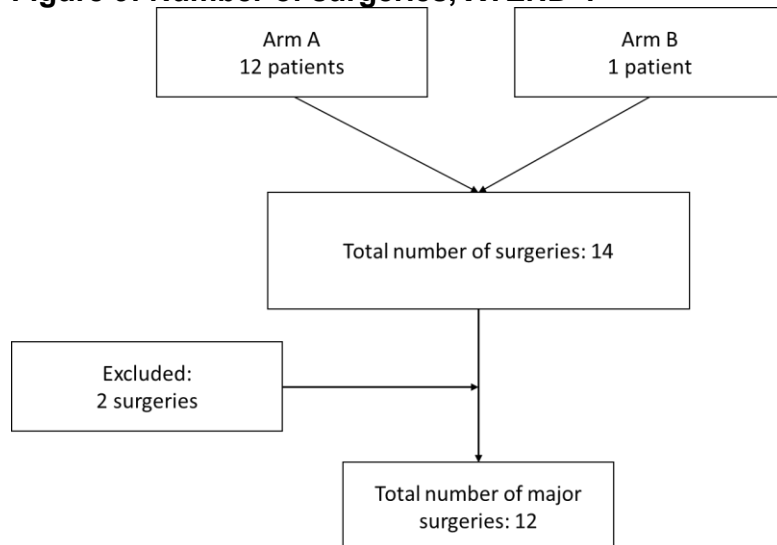 Arm A
12 patients
Arm B
1 patient
Total number of surgeries: 14
Excluded:
2 surgeries
Total number of major
surgeries: 12